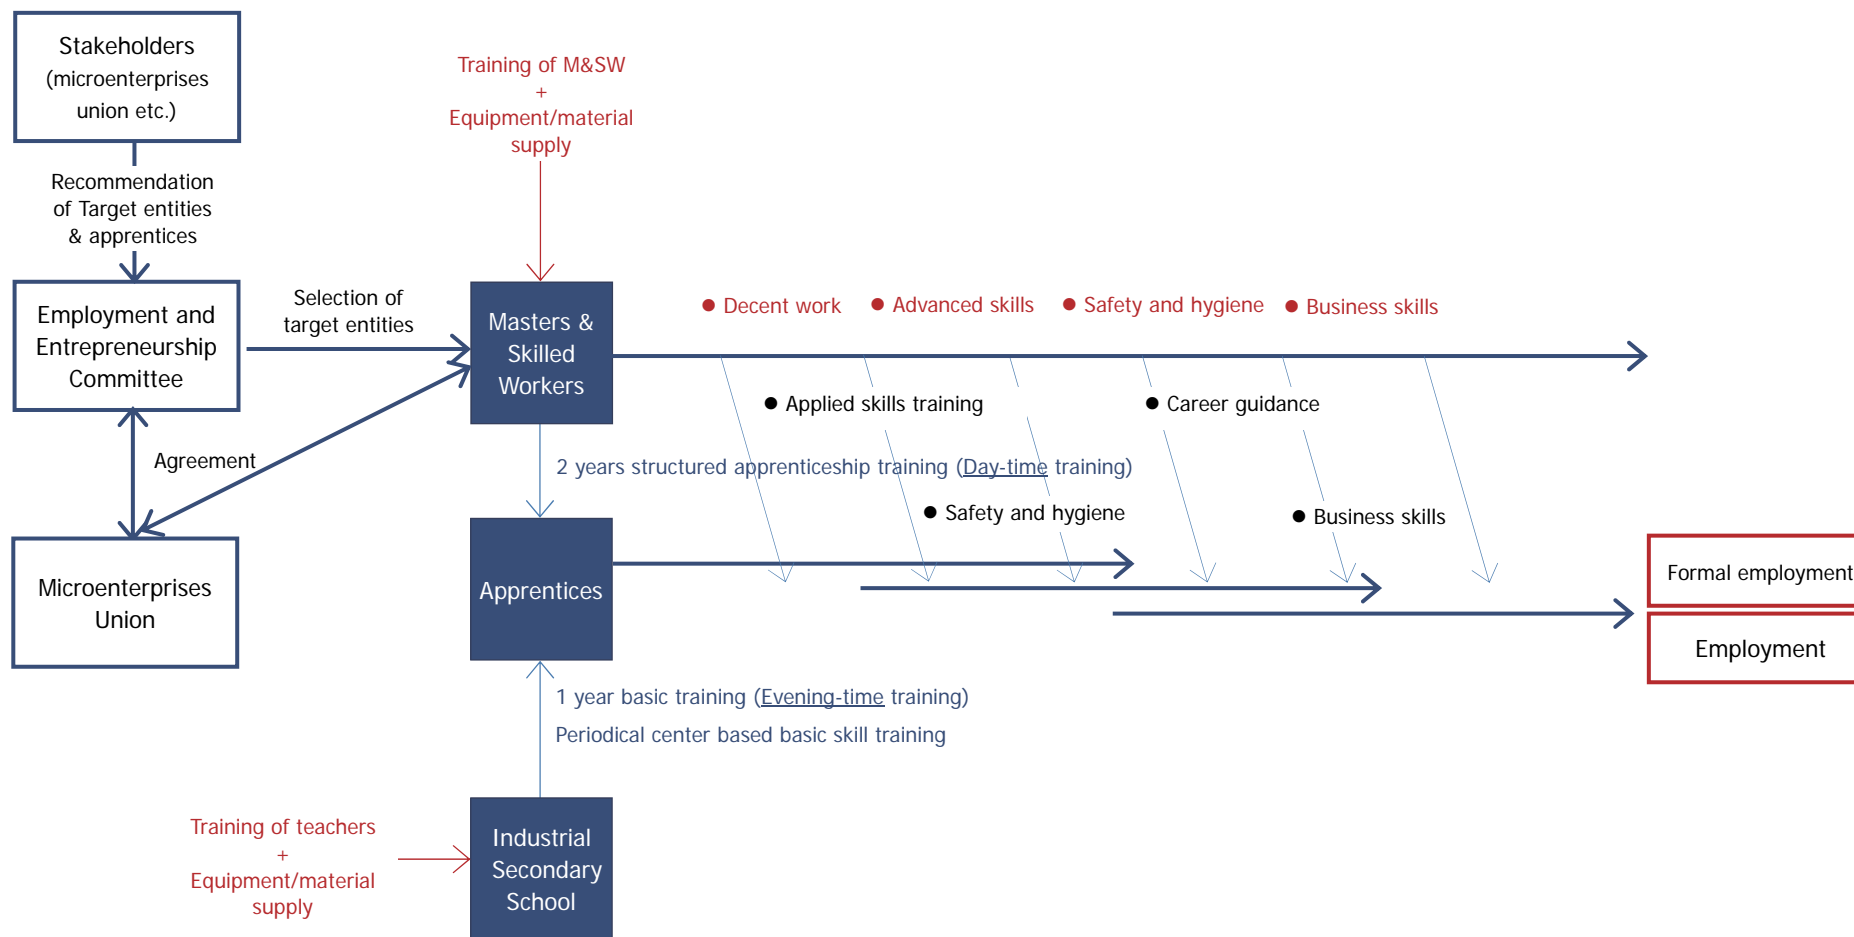 Stakeholders
(microenterprises
union etc.)
Recommendation
of Target entities
& apprentices
Employment and
Entrepreneurship
Committee
Selection of
target entities
Agreement
Microenterprises
Union
Training of M&SW
+
Equipment/material
supply
Masters &
Skilled
Workers
● Decent work ● Advanced skills ● Safety and hygiene ● Business skills
● Applied skills training ● Career guidance
2 years structured apprenticeship training (Day-time training)
● Safety and hygiene ● Business skills
Apprentices
Formal employment
Employment
1 year basic training (Evening-time training)
Periodical center based basic skill training
Training of teachers
+
Equipment/material
supply
Industrial
Secondary
School